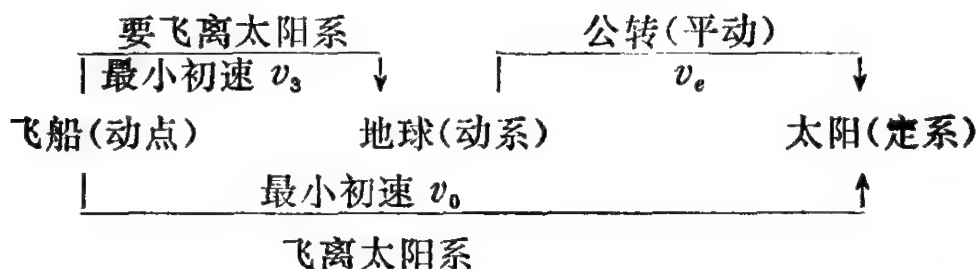 要飞离太阳系 公转(平动)
最小初速 v₃ vₑ
飞船(动点) 地球(动系) 太阳(定系)
最小初速 v₀
飞离太阳系